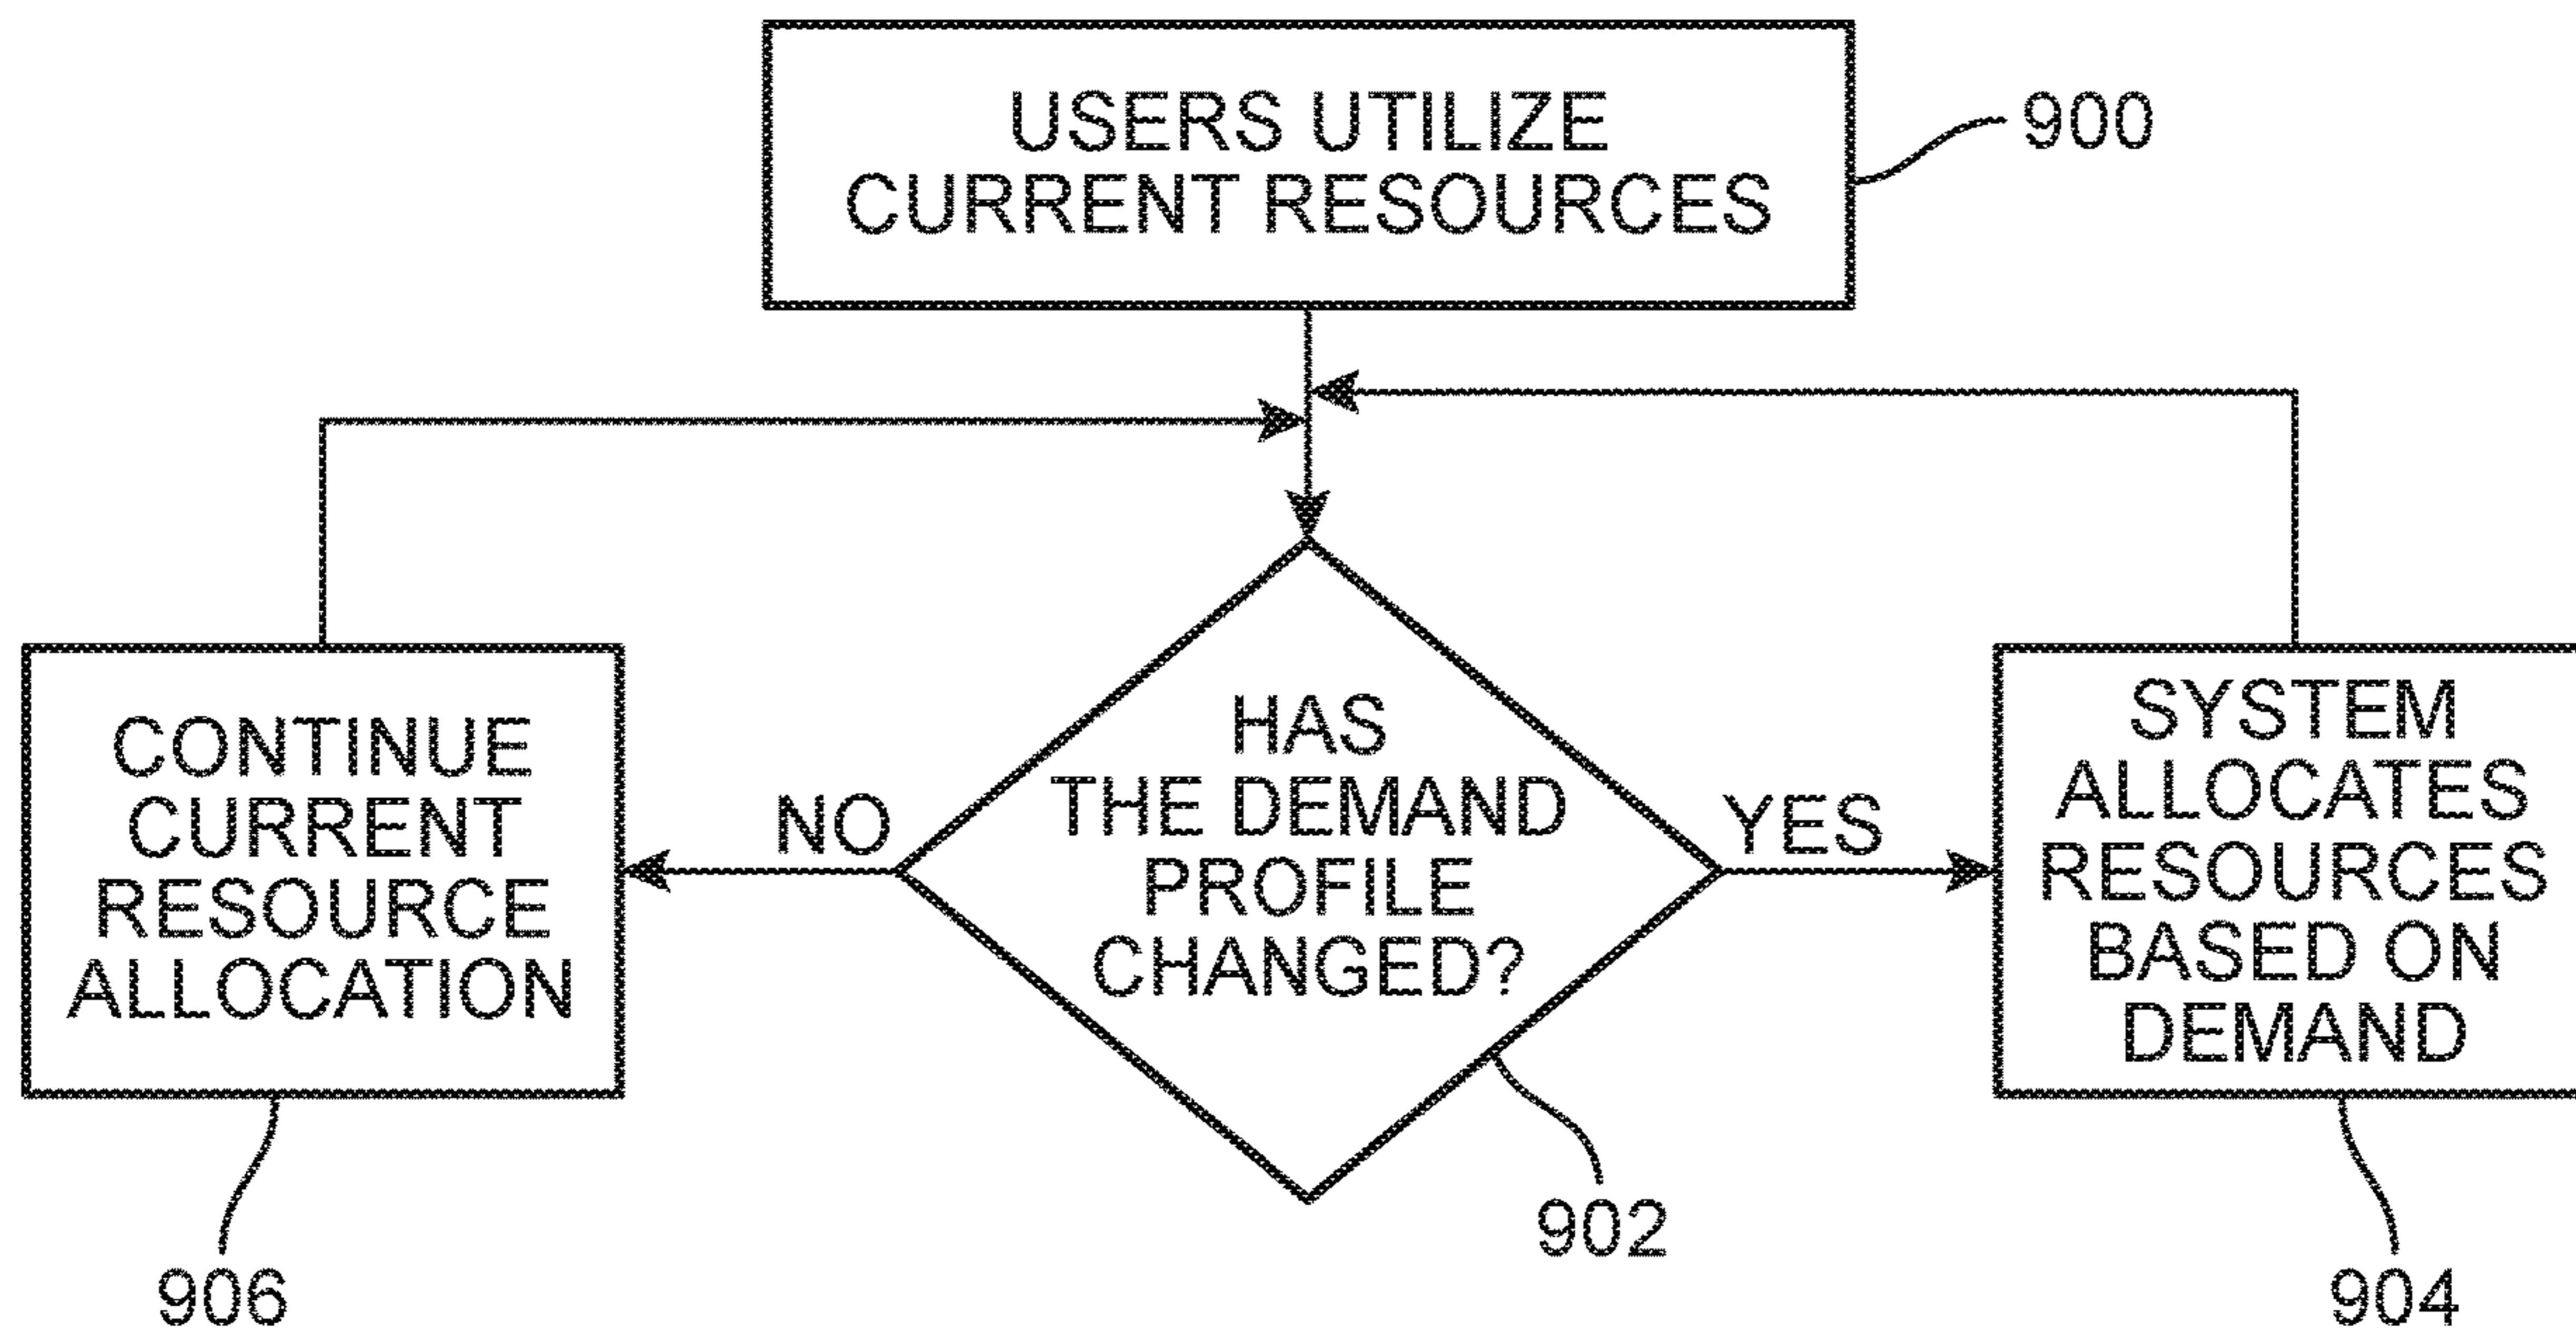 USERS UTILIZE
CURRENT RESOURCES
900
CONTINUE
CURRENT
RESOURCE
ALLOCATION
906
NO
HAS
THE DEMAND
PROFILE
CHANGED?
902
YES
SYSTEM
ALLOCATES
RESOURCES
BASED ON
DEMAND
904